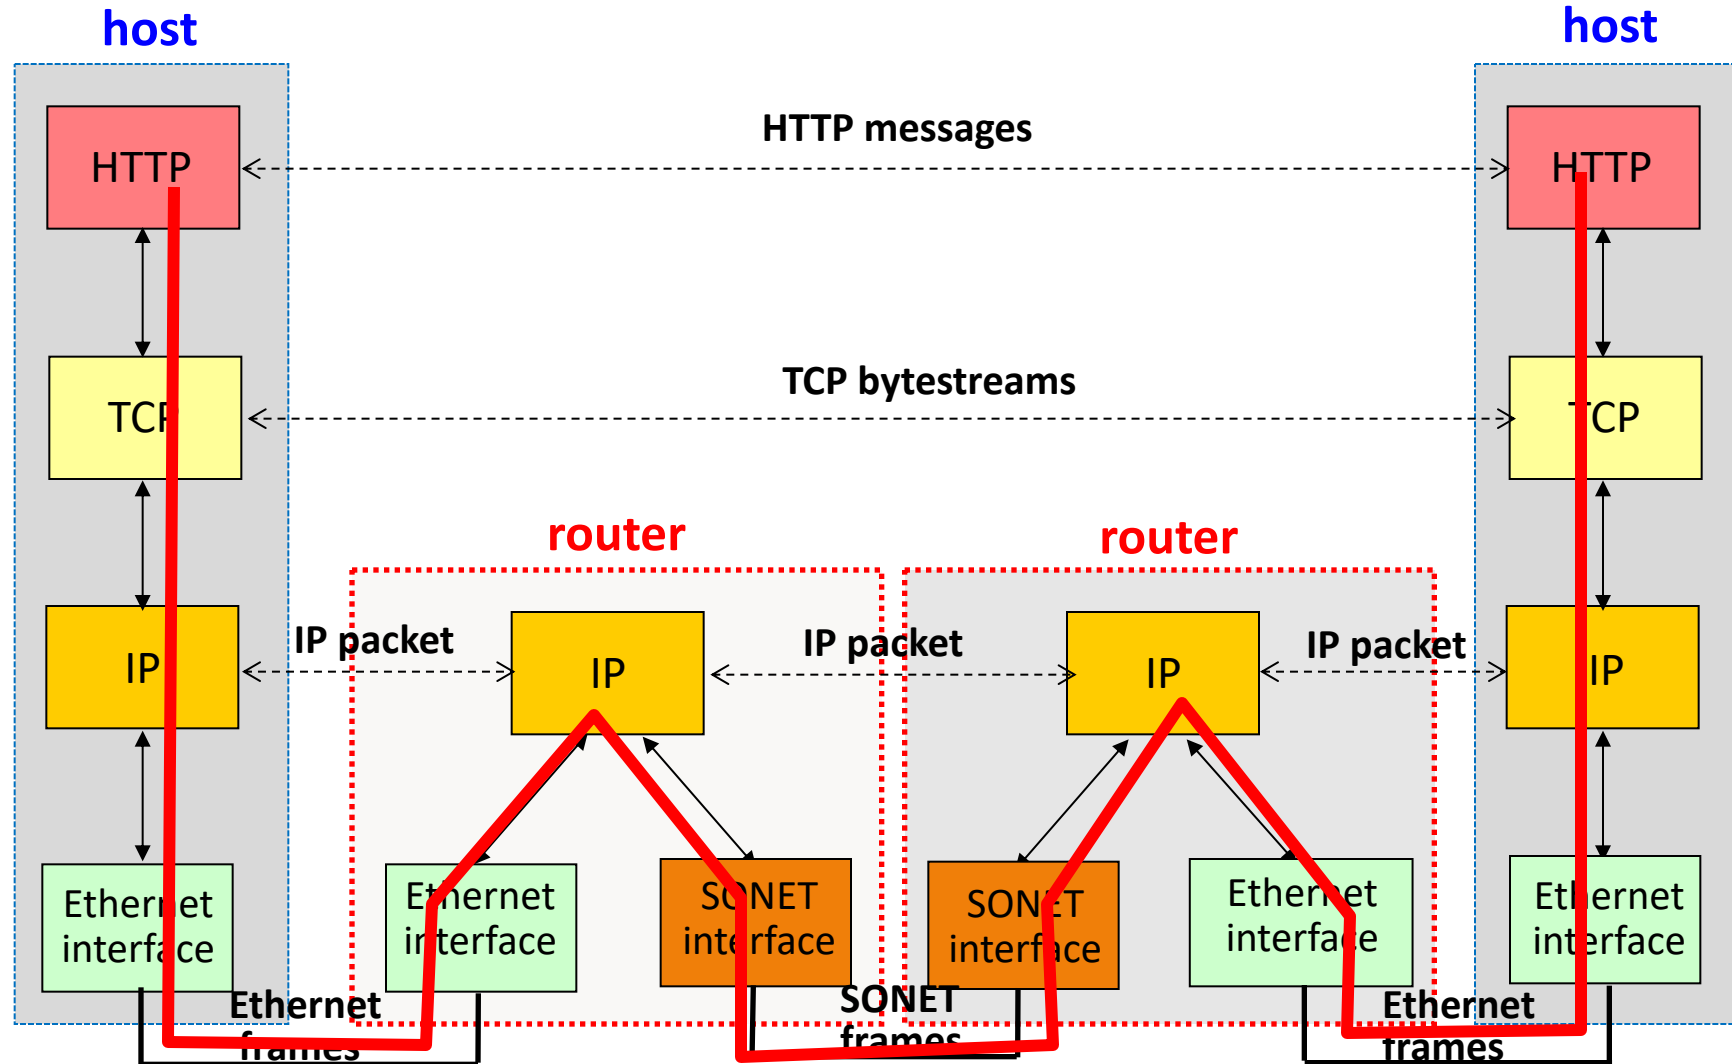 host
host
HTTP
HTTP messages
HTTP
TCP
TCP bytestreams
TCP
router
router
IP
IP packet
IP
IP packet
IP
IP packet
IP
Ethernet
interface
Ethernet
interface
SONET
interface
SONET
interface
Ethernet
interface
Ethernet
interface
Ethernet
frames
SONET
frames
Ethernet
frames